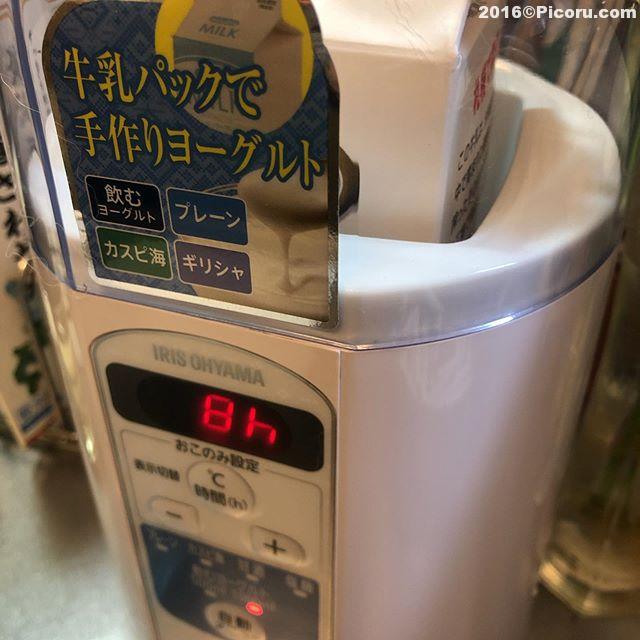 2016©Picoru.com
MILK
牛乳パックで
手作りヨーグルト
飲む
ヨーグルト
プレーン
カスピ海
ギリシャ
IRIS OHYAMA
8h
おこのみ設定
表示切替
℃
時間(h)
−
+
自動